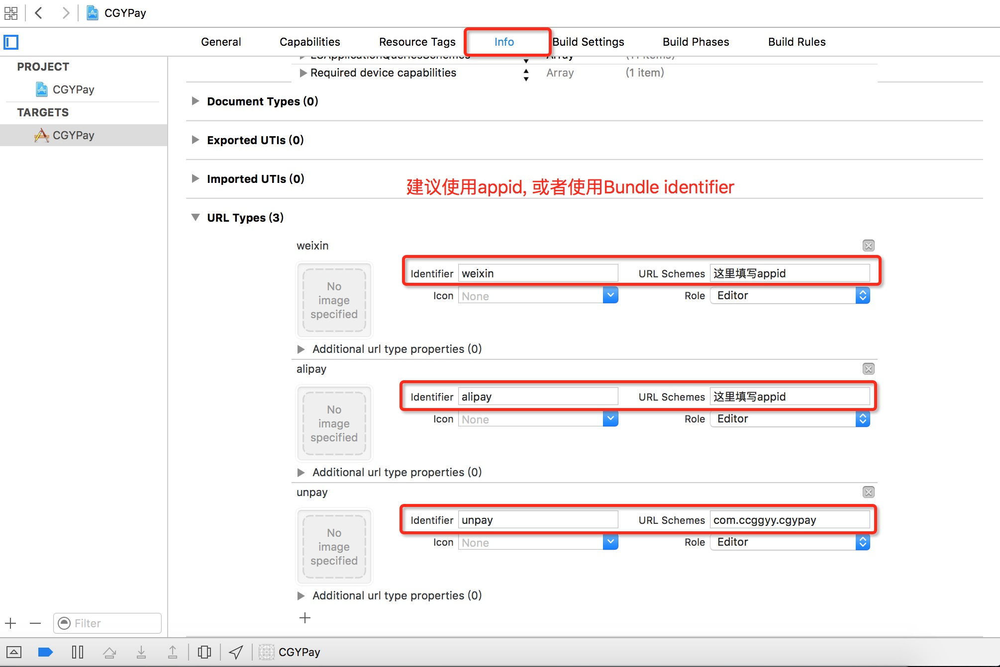 CGYPay
General Capabilities Resource Tags Info Build Settings Build Phases Build Rules
PROJECT
CGYPay
TARGETS
CGYPay
LSApplicationQueriesSchemes Array (11 items)
Required device capabilities Array (1 item)
Document Types (0)
Exported UTIs (0)
Imported UTIs (0)
建议使用appid, 或者使用Bundle identifier
URL Types (3)
weixin
No image specified
Identifier weixin URL Schemes 这里填写appid
Icon None Role Editor
Additional url type properties (0)
alipay
No image specified
Identifier alipay URL Schemes 这里填写appid
Icon None Role Editor
Additional url type properties (0)
unpay
No image specified
Identifier unpay URL Schemes com.ccggyy.cgypay
Icon None Role Editor
Additional url type properties (0)
Filter
CGYPay